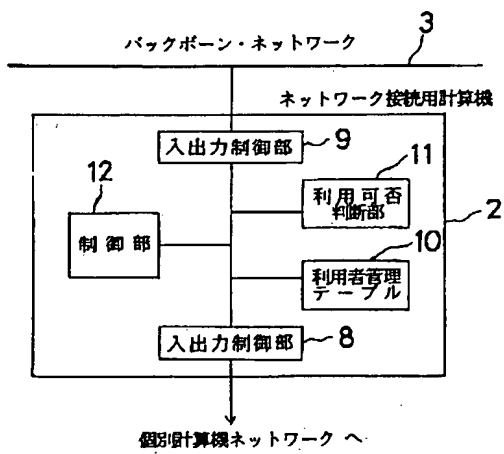 バックボーン・ネットワーク
3
ネットワーク接続用計算機
入出力制御部
9
11
12
利用可否
判断部
2
制御部
10
利用者管理
テーブル
入出力制御部
8
個別計算機ネットワーク へ